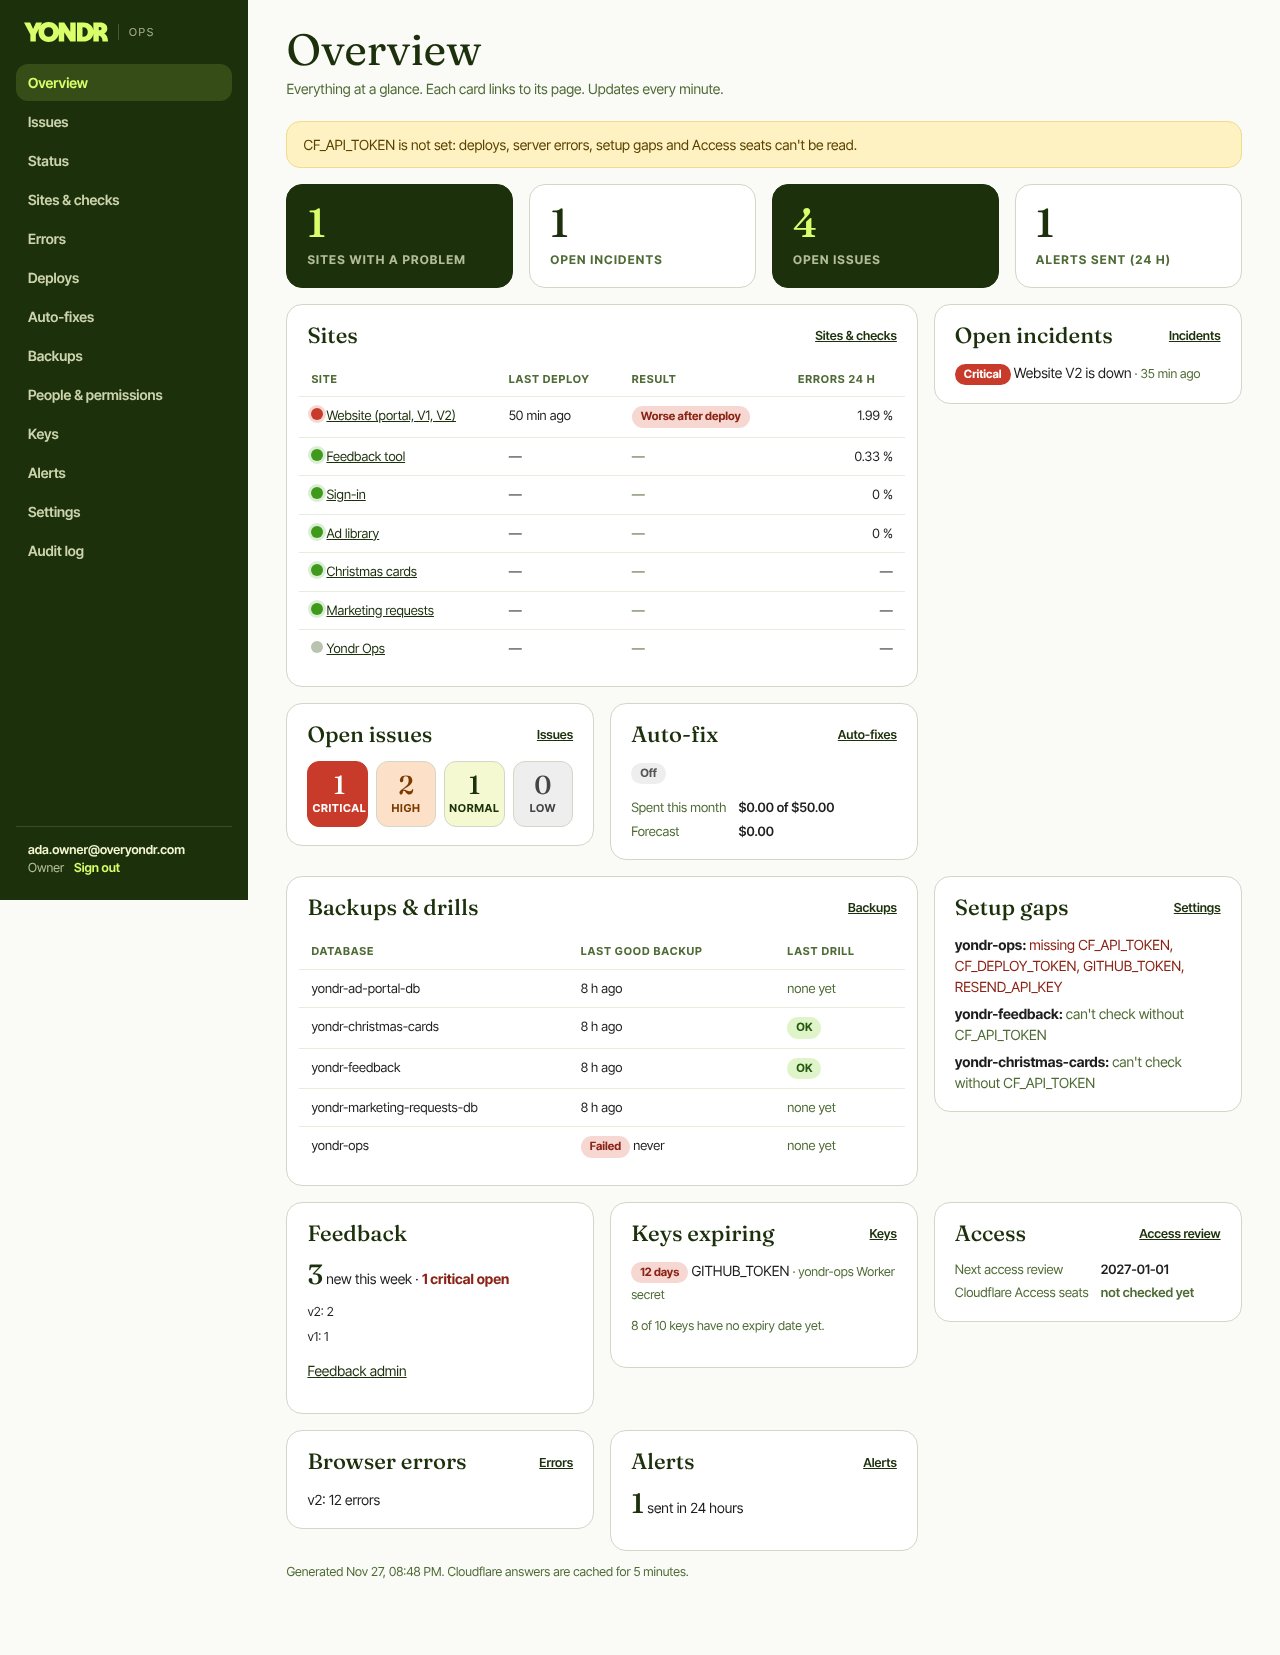 YONDR OPS
Overview
Issues
Status
Sites & checks
Errors
Deploys
Auto-fixes
Backups
People & permissions
Keys
Alerts
Settings
Audit log
ada.owner@overyondr.com
Owner Sign out
Overview
Everything at a glance. Each card links to its page. Updates every minute.
CF_API_TOKEN is not set: deploys, server errors, setup gaps and Access seats can't be read.
1
SITES WITH A PROBLEM
1
OPEN INCIDENTS
4
OPEN ISSUES
1
ALERTS SENT (24 H)
Sites Sites & checks
SITE LAST DEPLOY RESULT ERRORS 24 H
Website (portal, V1, V2) 50 min ago Worse after deploy 1.99 %
Feedback tool — — 0.33 %
Sign-in — — 0 %
Ad library — — 0 %
Christmas cards — — —
Marketing requests — — —
Yondr Ops — — —
Open incidents Incidents
Critical Website V2 is down · 35 min ago
Open issues Issues
1 2 1 0
CRITICAL HIGH NORMAL LOW
Auto-fix Auto-fixes
Off
Spent this month $0.00 of $50.00
Forecast $0.00
Backups & drills Backups
DATABASE LAST GOOD BACKUP LAST DRILL
yondr-ad-portal-db 8 h ago none yet
yondr-christmas-cards 8 h ago OK
yondr-feedback 8 h ago OK
yondr-marketing-requests-db 8 h ago none yet
yondr-ops Failed never none yet
Setup gaps Settings
yondr-ops: missing CF_API_TOKEN,
CF_DEPLOY_TOKEN, GITHUB_TOKEN,
RESEND_API_KEY
yondr-feedback: can't check without
CF_API_TOKEN
yondr-christmas-cards: can't check
without CF_API_TOKEN
Feedback
3 new this week · 1 critical open
v2: 2
v1: 1
Feedback admin
Keys expiring Keys
12 days GITHUB_TOKEN · yondr-ops Worker
secret
8 of 10 keys have no expiry date yet.
Access Access review
Next access review 2027-01-01
Cloudflare Access seats not checked yet
Browser errors Errors
v2: 12 errors
Alerts Alerts
1 sent in 24 hours
Generated Nov 27, 08:48 PM. Cloudflare answers are cached for 5 minutes.